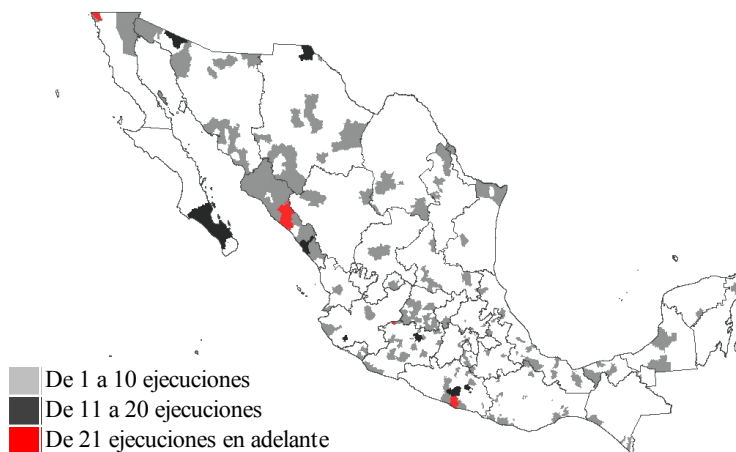 De 1 a 10 ejecuciones
De 11 a 20 ejecuciones
De 21 ejecuciones en adelante